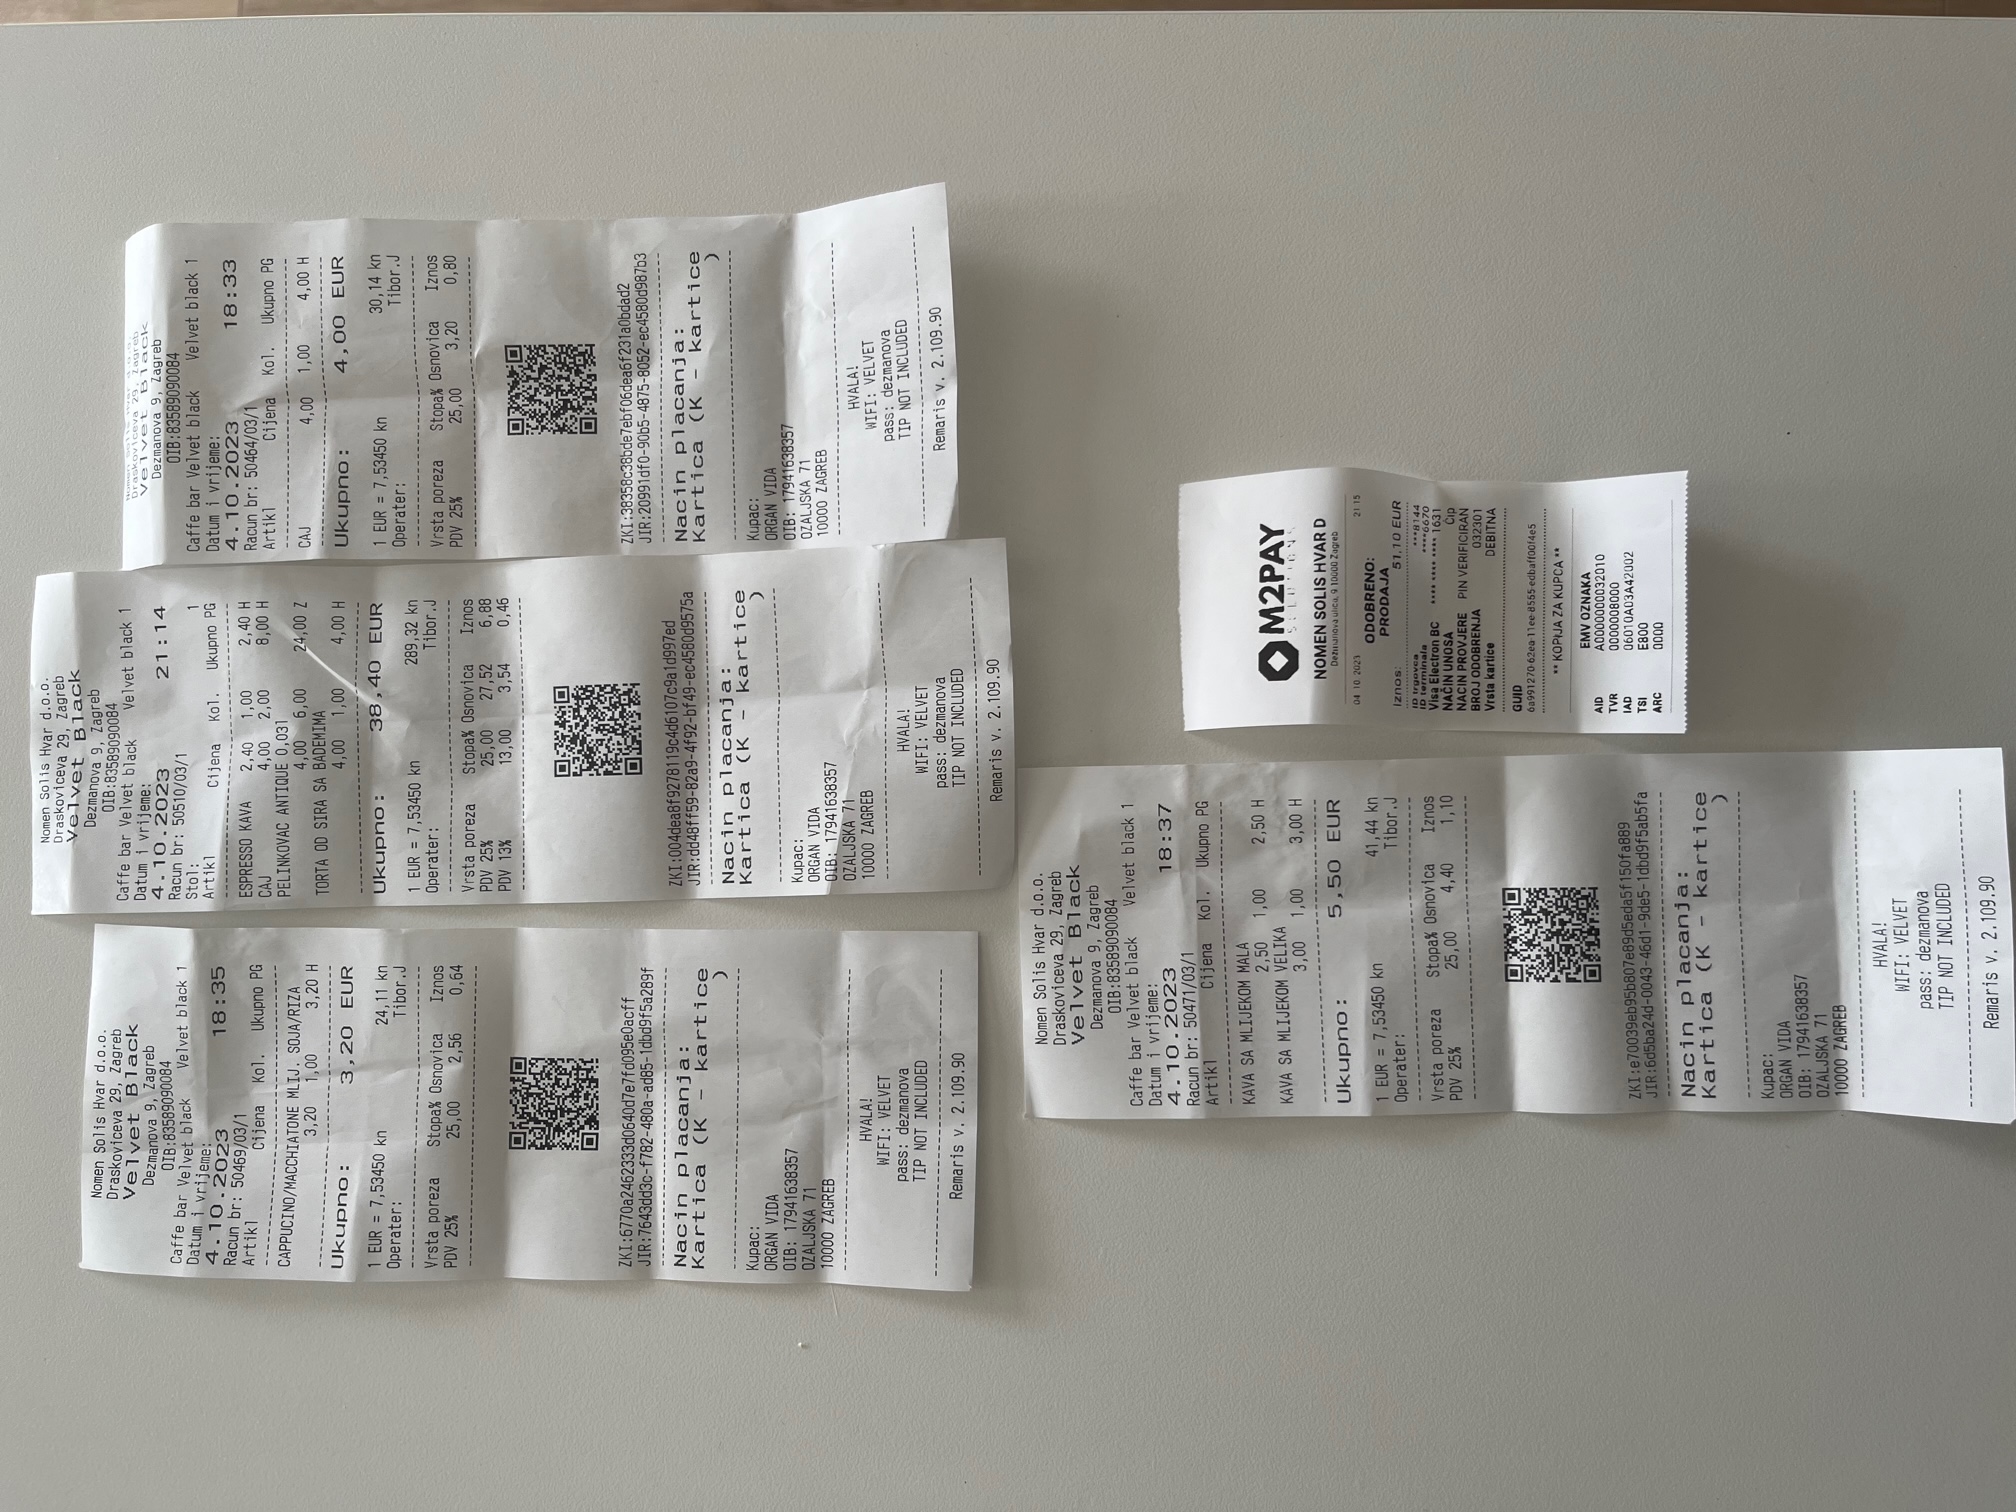 Nomen Solis Hvar d.o.o.
Draskoviceva 29, Zagreb
Velvet Black
Dezmanova 9, Zagreb
OIB:83589090084
Caffe bar Velvet black Velvet black 1
Datum i vrijeme:
4.10.2023 18:35
Racun br: 50469/03/1
Artikl Cijena Kol. Ukupno PG
CAPPUCINO/MACCHIATONE MLIJ. SOJA/RIZA
3,20 1,00 3,20 H
Ukupno: 3,20 EUR
1 EUR = 7,53450 kn 24,11 kn
Operater: Tibor.J
Vrsta poreza Stopa% Osnovica Iznos
PDV 25% 25,00 2,56 0,64
ZKI:6770a2462333d0640d7e7fd095e0acff
JIR:7643dd3c-f782-480a-ad85-1dbd9f5a289f
Nacin placanja:
Kartica (K - kartice
)
Kupac:
ORGAN VIDA
OIB: 17941638357
OZALJSKA 71
10000 ZAGREB
HVALA!
WIFI: VELVET
pass: dezmanova
TIP NOT INCLUDED
Remaris v. 2.109.90
Nomen Solis Hvar d.o.o.
Draskoviceva 29, Zagreb
Velvet Black
Dezmanova 9, Zagreb
OIB:83589090084
Caffe bar Velvet black Velvet black 1
Datum i vrijeme:
4.10.2023 21:14
Racun br: 50510/03/1
Stol: 1
Artikl Cijena Kol. Ukupno PG
ESPRESSO KAVA 2,40 1,00 2,40 H
CAJ 4,00 2,00 8,00 H
PELINKOVAC ANTIQUE 0,03l
4,00 6,00 24,00 Z
TORTA OD SIRA SA BADEMIMA
4,00 1,00 4,00 H
Ukupno: 38,40 EUR
1 EUR = 7,53450 kn 289,32 kn
Operater: Tibor.J
Vrsta poreza Stopa% Osnovica Iznos
PDV 25% 25,00 27,52 6,88
PDV 13% 13,00 3,54 0,46
ZKI:004dea8f9278119c4d6107c9a1d997ed
JIR:dd48ff59-82a9-4f92-bf49-ec4580d9575a
Nacin placanja:
Kartica (K - kartice
)
Kupac:
ORGAN VIDA
OIB: 17941638357
OZALJSKA 71
10000 ZAGREB
HVALA!
WIFI: VELVET
pass: dezmanova
TIP NOT INCLUDED
Remaris v. 2.109.90
Nomen Solis Hvar d.o.o.
Draskoviceva 29, Zagreb
Velvet Black
Dezmanova 9, Zagreb
OIB:83589090084
Caffe bar Velvet black Velvet black 1
Datum i vrijeme:
4.10.2023 18:33
Racun br: 50464/03/1
Artikl Cijena Kol. Ukupno PG
CAJ 4,00 1,00 4,00 H
Ukupno: 4,00 EUR
1 EUR = 7,53450 kn 30,14 kn
Operater: Tibor.J
Vrsta poreza Stopa% Osnovica Iznos
PDV 25% 25,00 3,20 0,80
ZKI:38358c38bde7ebf06dea6f231a0bdad2
JIR:20991df0-90b5-4875-8052-ec4580d987b3
Nacin placanja:
Kartica (K - kartice
)
Kupac:
ORGAN VIDA
OIB: 17941638357
OZALJSKA 71
10000 ZAGREB
HVALA!
WIFI: VELVET
pass: dezmanova
TIP NOT INCLUDED
Remaris v. 2.109.90
Nomen Solis Hvar d.o.o.
Draskoviceva 29, Zagreb
Velvet Black
Dezmanova 9, Zagreb
OIB:83589090084
Caffe bar Velvet black Velvet black 1
Datum i vrijeme:
4.10.2023 18:37
Racun br: 50471/03/1
Artikl Cijena Kol. Ukupno PG
KAVA SA MLIJEKOM MALA
2,50 1,00 2,50 H
KAVA SA MLIJEKOM VELIKA
3,00 1,00 3,00 H
Ukupno: 5,50 EUR
1 EUR = 7,53450 kn 41,44 kn
Operater: Tibor.J
Vrsta poreza Stopa% Osnovica Iznos
PDV 25% 25,00 4,40 1,10
ZKI:e70039eb95b807e89d5eda5f150fa889
JIR:6d5ba24d-0043-46d1-9de5-1dbd9f5ab5fa
Nacin placanja:
Kartica (K - kartice
)
Kupac:
ORGAN VIDA
OIB: 17941638357
OZALJSKA 71
10000 ZAGREB
HVALA!
WIFI: VELVET
pass: dezmanova
TIP NOT INCLUDED
Remaris v. 2.109.90
M2PAY
SOLUTIONS
NOMEN SOLIS HVAR D
Dezmanova ulica, 9 10000 Zagreb
04 10 2023 21 15
ODOBRENO:
PRODAJA
Iznos: 51,10 EUR
ID trgovca ***8144
ID terminala ****6670
Visa Electron BC **** **** **** 1631
NAČIN UNOSA Čip
NACIN PROVJERE PIN VERIFICIRAN
BROJ ODOBRENJA 032301
Vrsta kartice DEBITNA
GUID
6a991270-62ea-11ee-8555-edbaff00f4e5
** KOPIJA ZA KUPCA **
EMV OZNAKA
AID A0000000032010
TVR 0000008000
IAD 06010A03A42002
TSI E800
ARC 0000